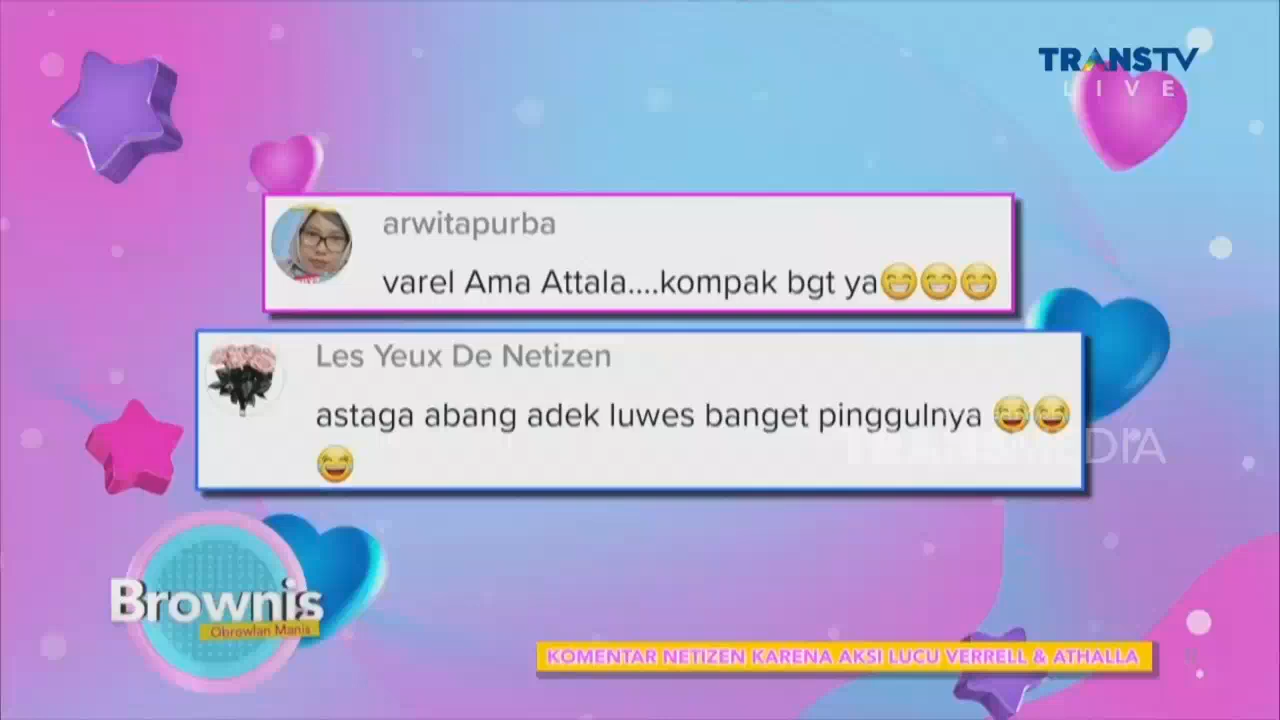 TRANSTV
LIVE
arwitapurba
varel Ama Attala....kompak bgt ya😁😁😁
Les Yeux De Netizen
astaga abang adek luwes banget pinggulnya 😂😂
😂
TRANSMEDIA
Brownis
Obrowlan Manis
KOMENTAR NETIZEN KARENA AKSI LUCU VERRELL & ATHALLA